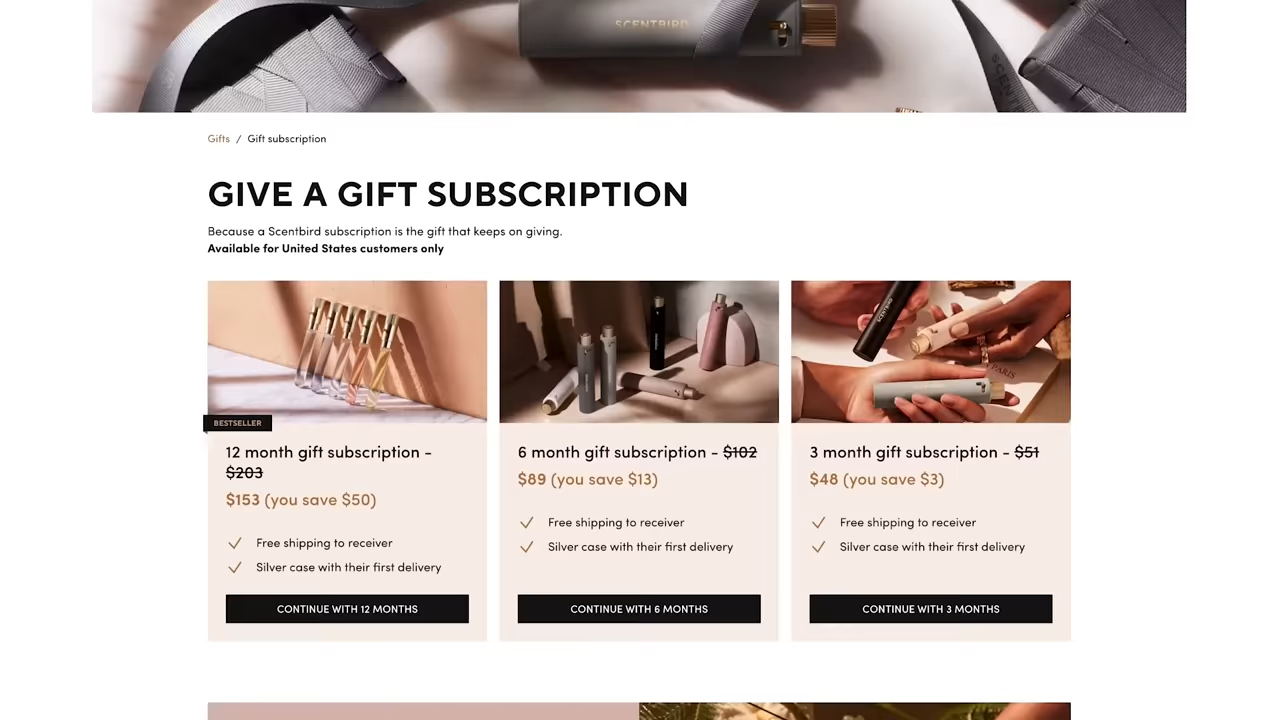 SCENTBIRD
Gifts / Gift subscription
GIVE A GIFT SUBSCRIPTION
Because a Scentbird subscription is the gift that keeps on giving.
Available for United States customers only
BESTSELLER
12 month gift subscription -
$203
$153 (you save $50)
Free shipping to receiver
Silver case with their first delivery
CONTINUE WITH 12 MONTHS
6 month gift subscription - $102
$89 (you save $13)
Free shipping to receiver
Silver case with their first delivery
CONTINUE WITH 6 MONTHS
SCENTBIRD
PARIS
3 month gift subscription - $51
$48 (you save $3)
Free shipping to receiver
Silver case with their first delivery
CONTINUE WITH 3 MONTHS